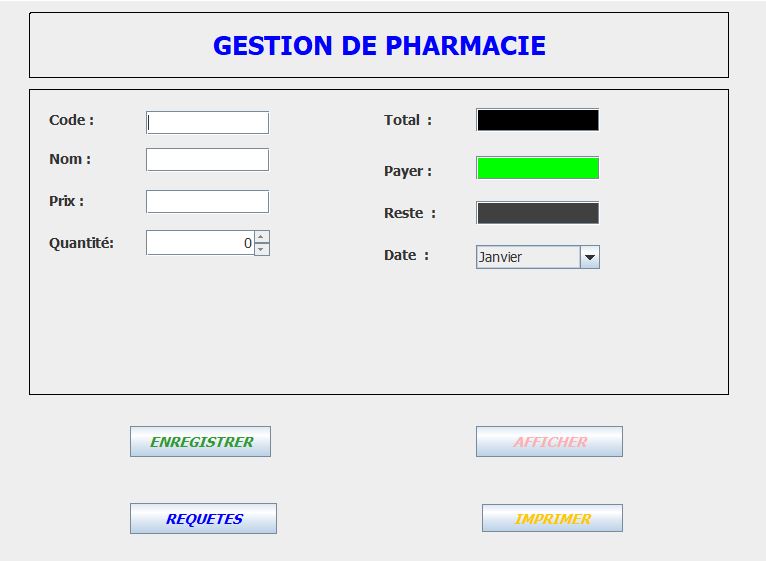 GESTION DE PHARMACIE
Code :
Nom :
Prix :
Quantité: 0
Total :
Payer :
Reste :
Date : Janvier
ENREGISTRER
AFFICHER
REQUETES
IMPRIMER